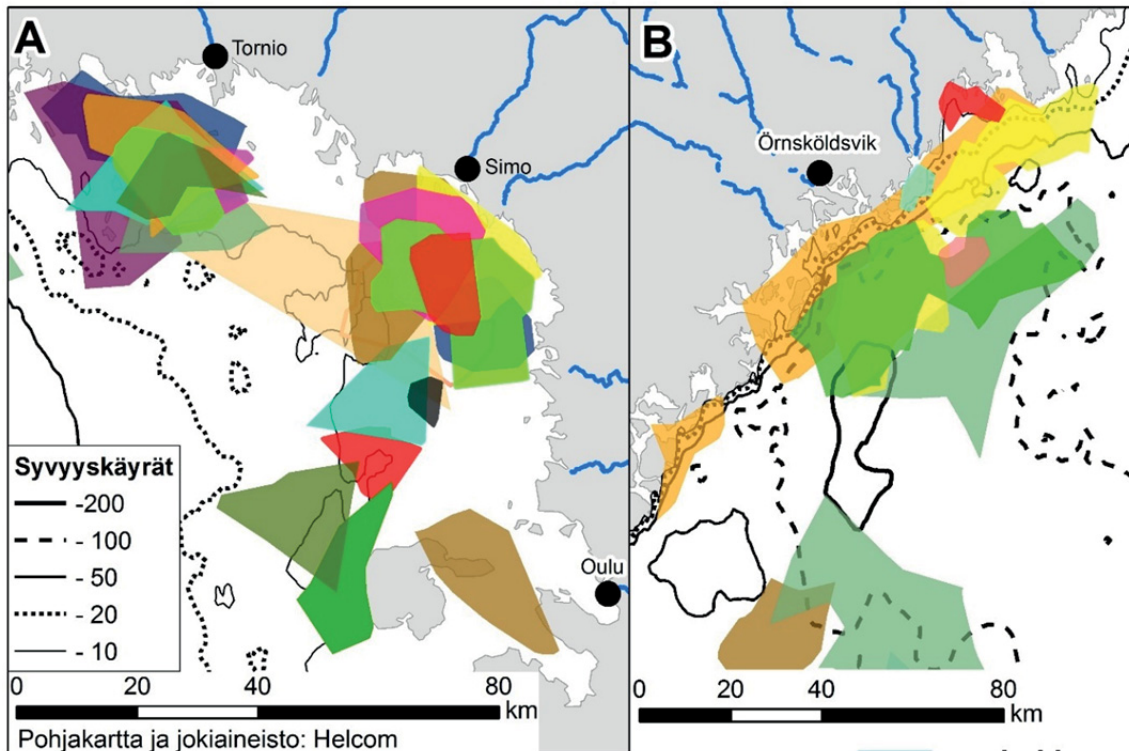 A
Tornio
Simo
Oulu
Syvyyskäyrät
-200
- 100
- 50
- 20
- 10
0 20 40 80
km
Pohjakartta ja jokiaineisto: Helcom
B
Örnsköldsvik
0 20 40 80
km